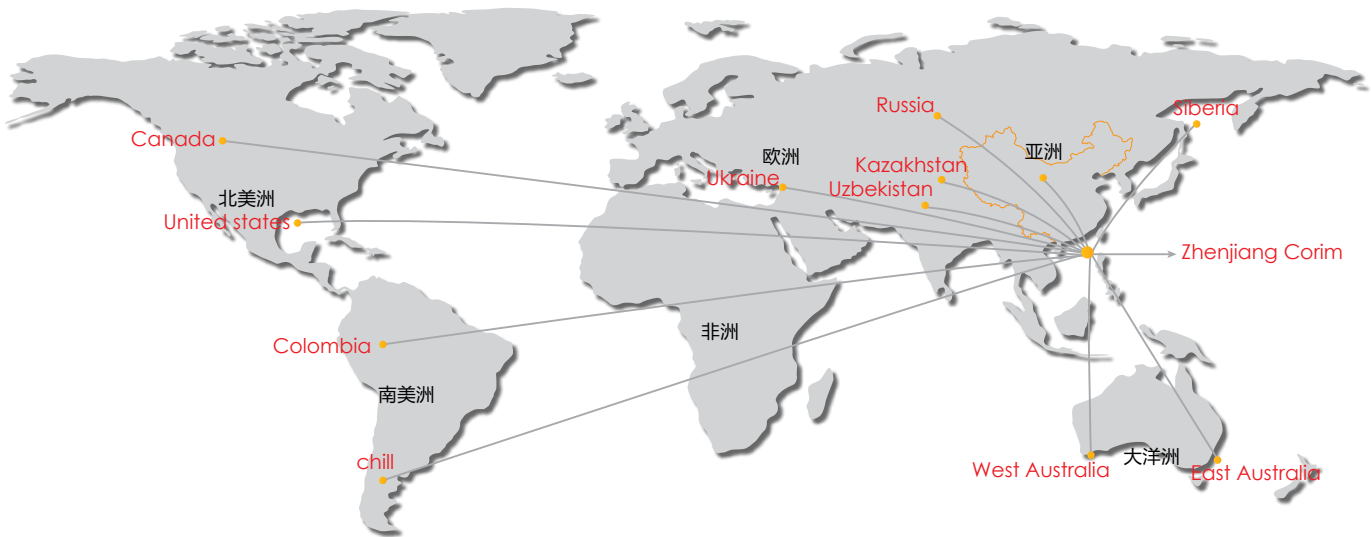 Russia
Siberia
Canada
欧洲
亚洲
Kazakhstan
Ukraine
Uzbekistan
北美洲
United states
Zhenjiang Corim
非洲
Colombia
南美洲
chill
大洋洲
West Australia
East Australia